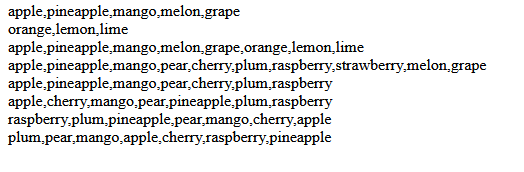 apple,pineapple,mango,melon,grape
orange,lemon,lime
apple,pineapple,mango,melon,grape,orange,lemon,lime
apple,pineapple,mango,pear,cherry,plum,raspberry,strawberry,melon,grape
apple,pineapple,mango,pear,cherry,plum,raspberry
apple,cherry,mango,pear,pineapple,plum,raspberry
raspberry,plum,pineapple,pear,mango,cherry,apple
plum,pear,mango,apple,cherry,raspberry,pineapple